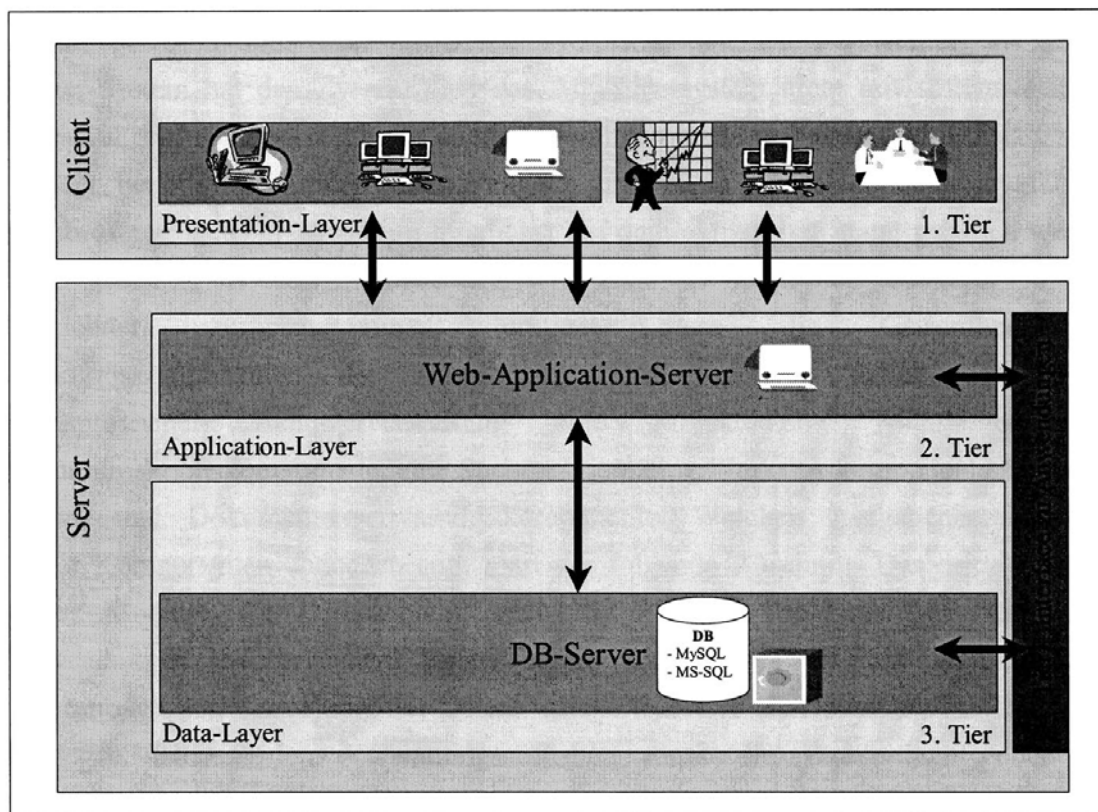 Client
Presentation-Layer
1. Tier
Server
Web-Application-Server
Application-Layer
2. Tier
DB-Server
DB
- MySQL
- MS-SQL
Data-Layer
3. Tier